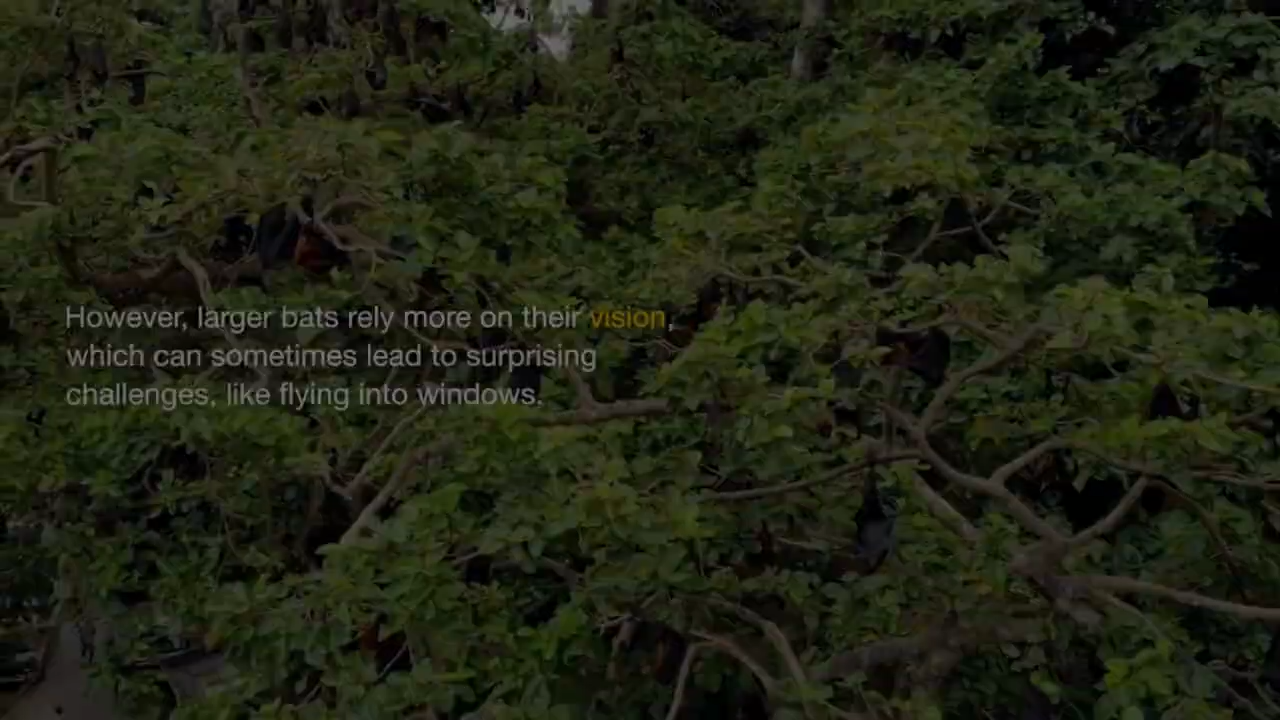 However, larger bats rely more on their vision,
which can sometimes lead to surprising
challenges, like flying into windows.